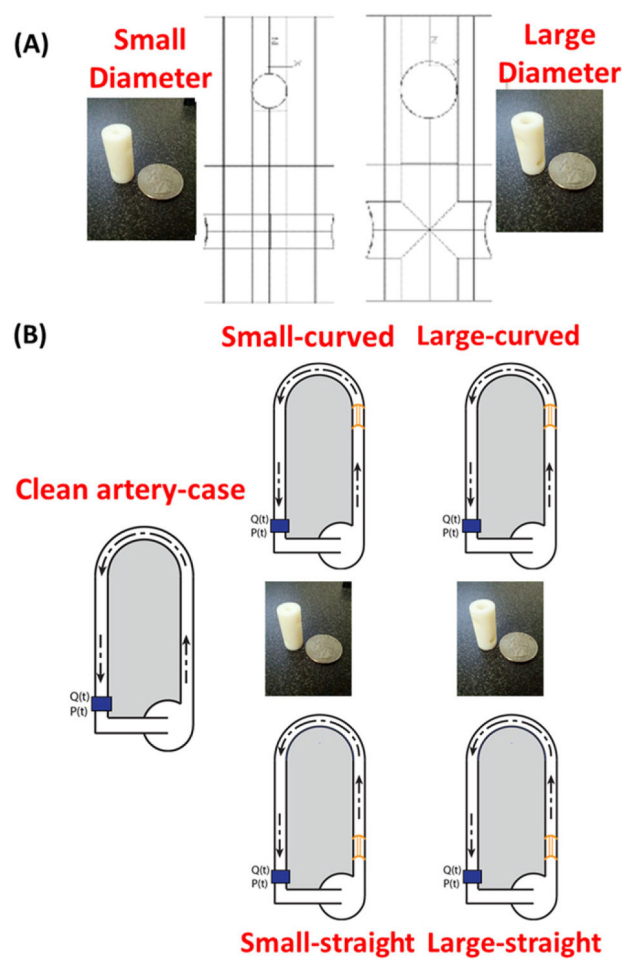 (A)
Small
Diameter
Large
Diameter
Z
X
Z
X
(B)
Small-curved
Large-curved
Clean artery-case
Q(t)
P(t)
Q(t)
P(t)
Q(t)
P(t)
Q(t)
P(t)
Q(t)
P(t)
Small-straight
Large-straight